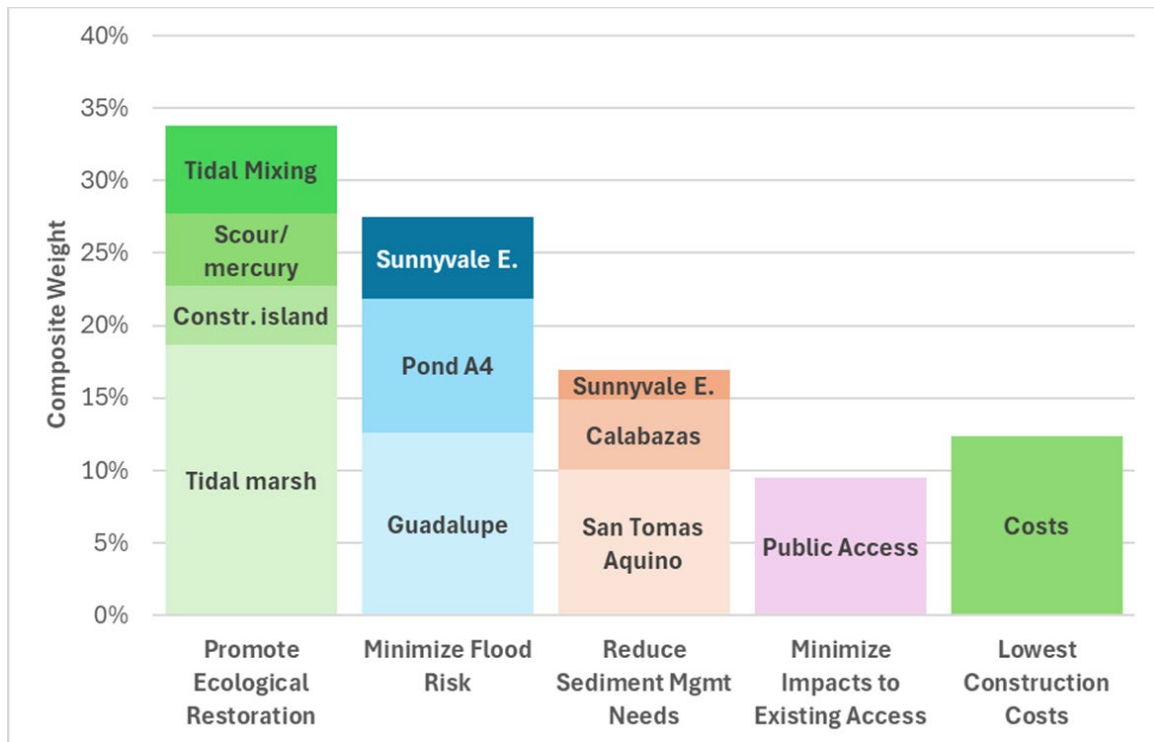 40%
35%
30%
25%
20%
15%
10%
5%
0%
Composite Weight
Tidal Mixing
Scour/
mercury
Constr. island
Tidal marsh
Sunnyvale E.
Pond A4
Guadalupe
Sunnyvale E.
Calabazas
San Tomas
Aquino
Public Access
Costs
Promote
Ecological
Restoration
Minimize Flood
Risk
Reduce
Sediment Mgmt
Needs
Minimize
Impacts to
Existing Access
Lowest
Construction
Costs